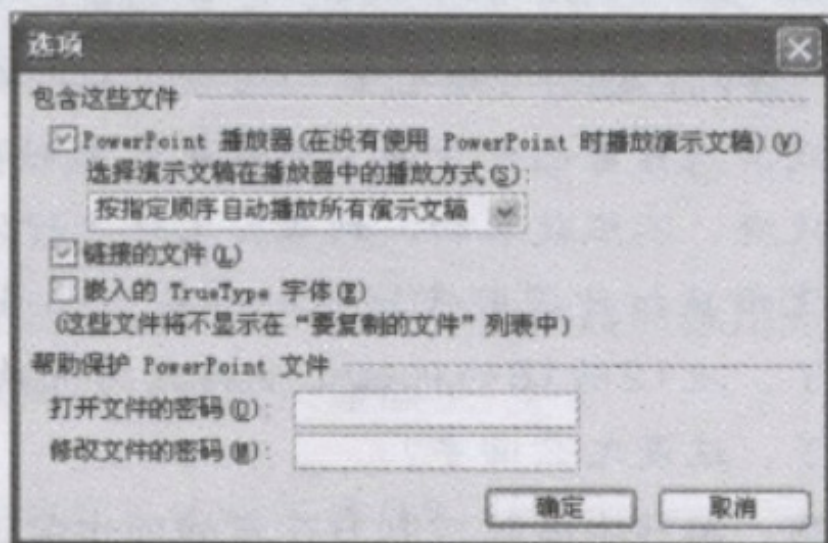 选项
包含这些文件
PowerPoint 播放器(在没有使用 PowerPoint 时播放演示文稿)(V)
选择演示文稿在播放器中的播放方式(S):
按指定顺序自动播放所有演示文稿
链接的文件(L)
嵌入的 TrueType 字体(E)
(这些文件将不显示在“要复制的文件”列表中)
帮助保护 PowerPoint 文件
打开文件的密码(O):
修改文件的密码(M):
确定 取消